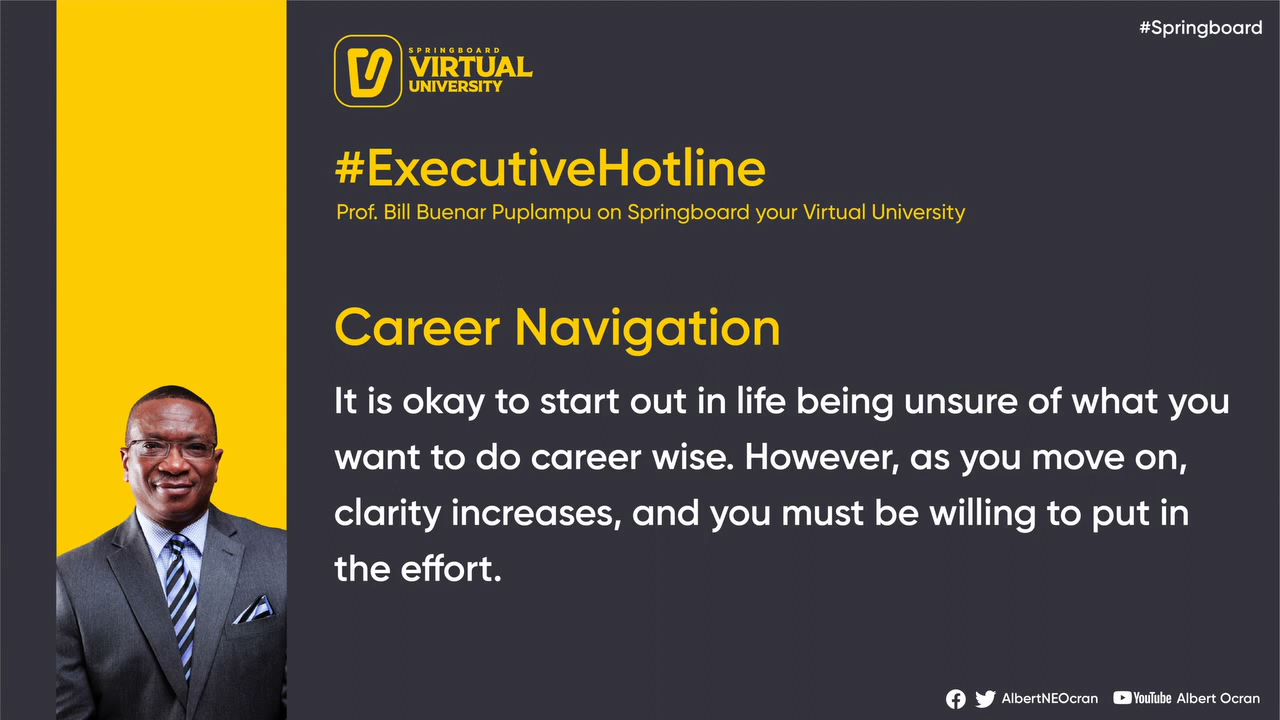 #Springboard
SPRINGBOARD
VIRTUAL
UNIVERSITY
#ExecutiveHotline
Prof. Bill Buenar Puplampu on Springboard your Virtual University
Career Navigation
It is okay to start out in life being unsure of what you
want to do career wise. However, as you move on,
clarity increases, and you must be willing to put in
the effort.
AlbertNEOcran YouTube Albert Ocran